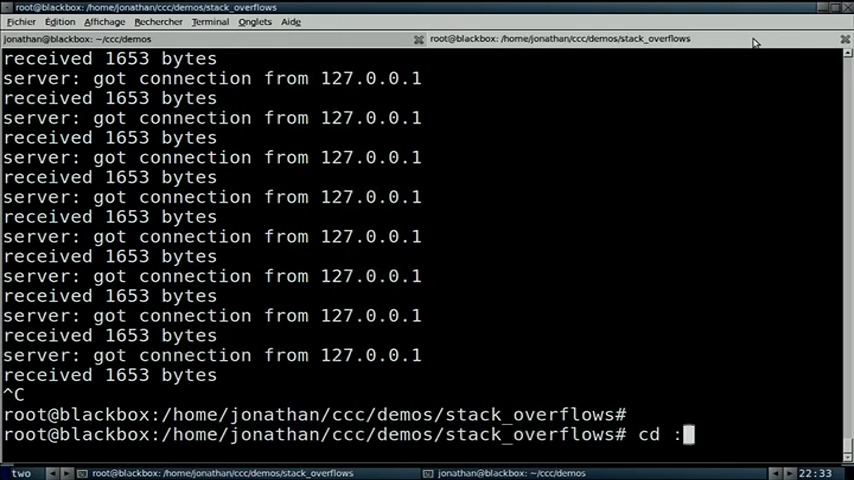 root@blackbox: /home/jonathan/ccc/demos/stack_overflows
Fichier Édition Affichage Rechercher Terminal Onglets Aide
jonathan@blackbox: ~/ccc/demos root@blackbox: /home/jonathan/ccc/demos/stack_overflows
received 1653 bytes
server: got connection from 127.0.0.1
received 1653 bytes
server: got connection from 127.0.0.1
received 1653 bytes
server: got connection from 127.0.0.1
received 1653 bytes
server: got connection from 127.0.0.1
received 1653 bytes
server: got connection from 127.0.0.1
received 1653 bytes
server: got connection from 127.0.0.1
received 1653 bytes
server: got connection from 127.0.0.1
received 1653 bytes
server: got connection from 127.0.0.1
received 1653 bytes
^C
root@blackbox:/home/jonathan/ccc/demos/stack_overflows#
root@blackbox:/home/jonathan/ccc/demos/stack_overflows# cd :
two root@blackbox: /home/jonathan/ccc/demos/stack_overflows jonathan@blackbox: ~/ccc/demos 22:33